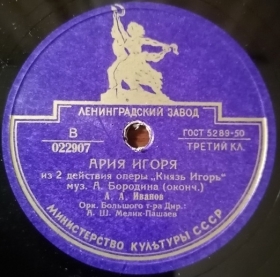 ЛЕНИНГРАДСКИЙ ЗАВОД
В
022907
ГОСТ 5289-50
ТРЕТИЙ КЛ.
АРИЯ ИГОРЯ
из 2 действия оперы „Князь Игорь"
муз. А. Бородина (оконч.)
А. А. Иванов
Орк. Большого т-ра Дир.:
А. Ш. Мелик-Пашаев
МИНИСТЕРСТВО КУЛЬТУРЫ СССР